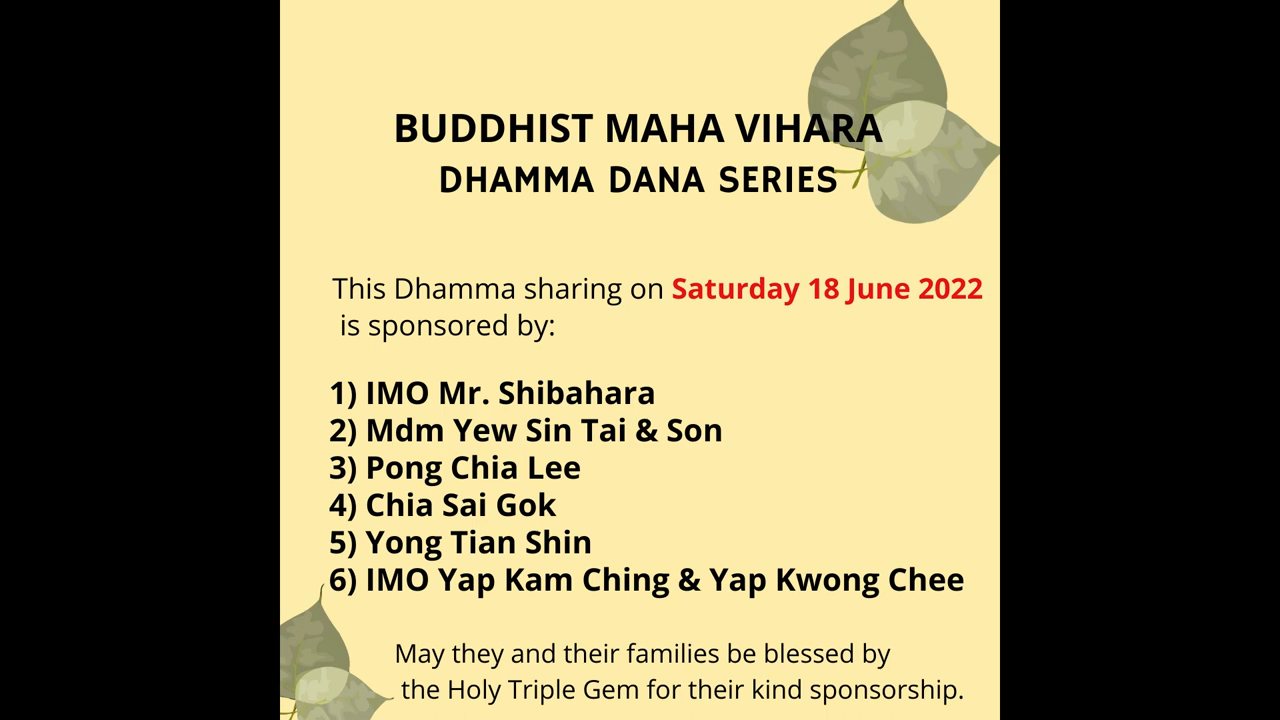 BUDDHIST MAHA VIHARA
DHAMMA DANA SERIES
This Dhamma sharing on Saturday 18 June 2022
is sponsored by:
1) IMO Mr. Shibahara
2) Mdm Yew Sin Tai & Son
3) Pong Chia Lee
4) Chia Sai Gok
5) Yong Tian Shin
6) IMO Yap Kam Ching & Yap Kwong Chee
May they and their families be blessed by
the Holy Triple Gem for their kind sponsorship.